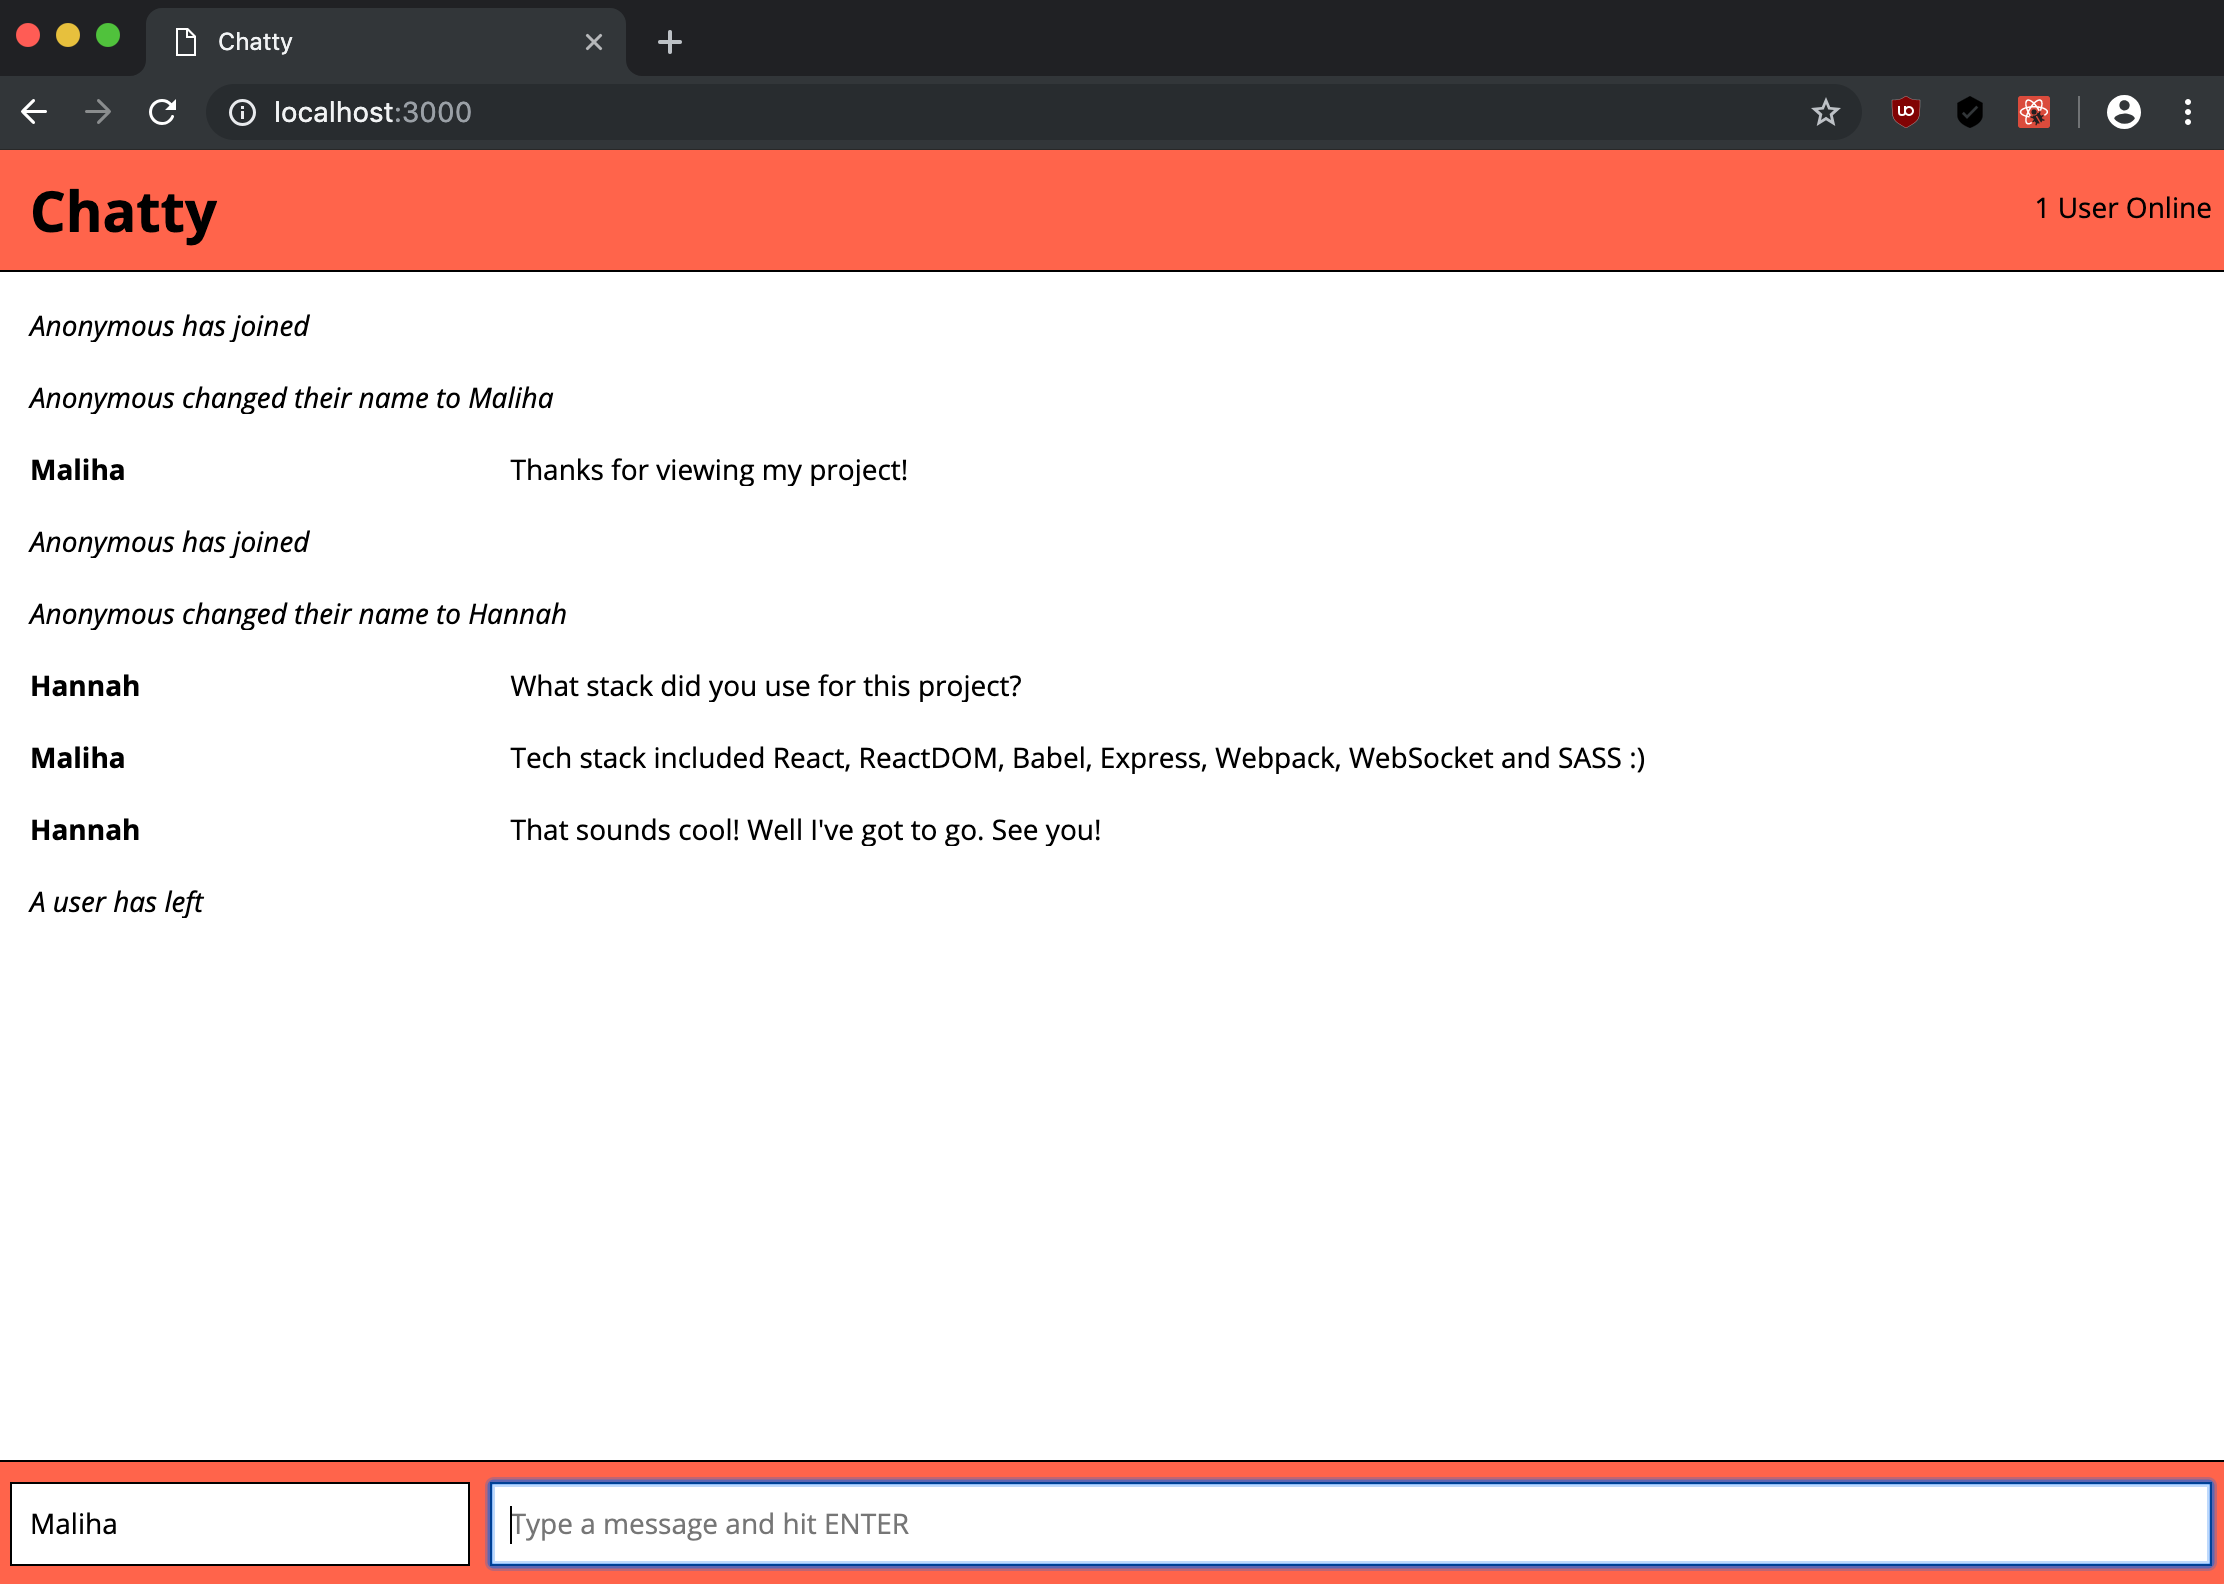 Chatty
localhost:3000
Chatty
1 User Online
Anonymous has joined
Anonymous changed their name to Maliha
Maliha Thanks for viewing my project!
Anonymous has joined
Anonymous changed their name to Hannah
Hannah What stack did you use for this project?
Maliha Tech stack included React, ReactDOM, Babel, Express, Webpack, WebSocket and SASS :)
Hannah That sounds cool! Well I've got to go. See you!
A user has left
Maliha Type a message and hit ENTER